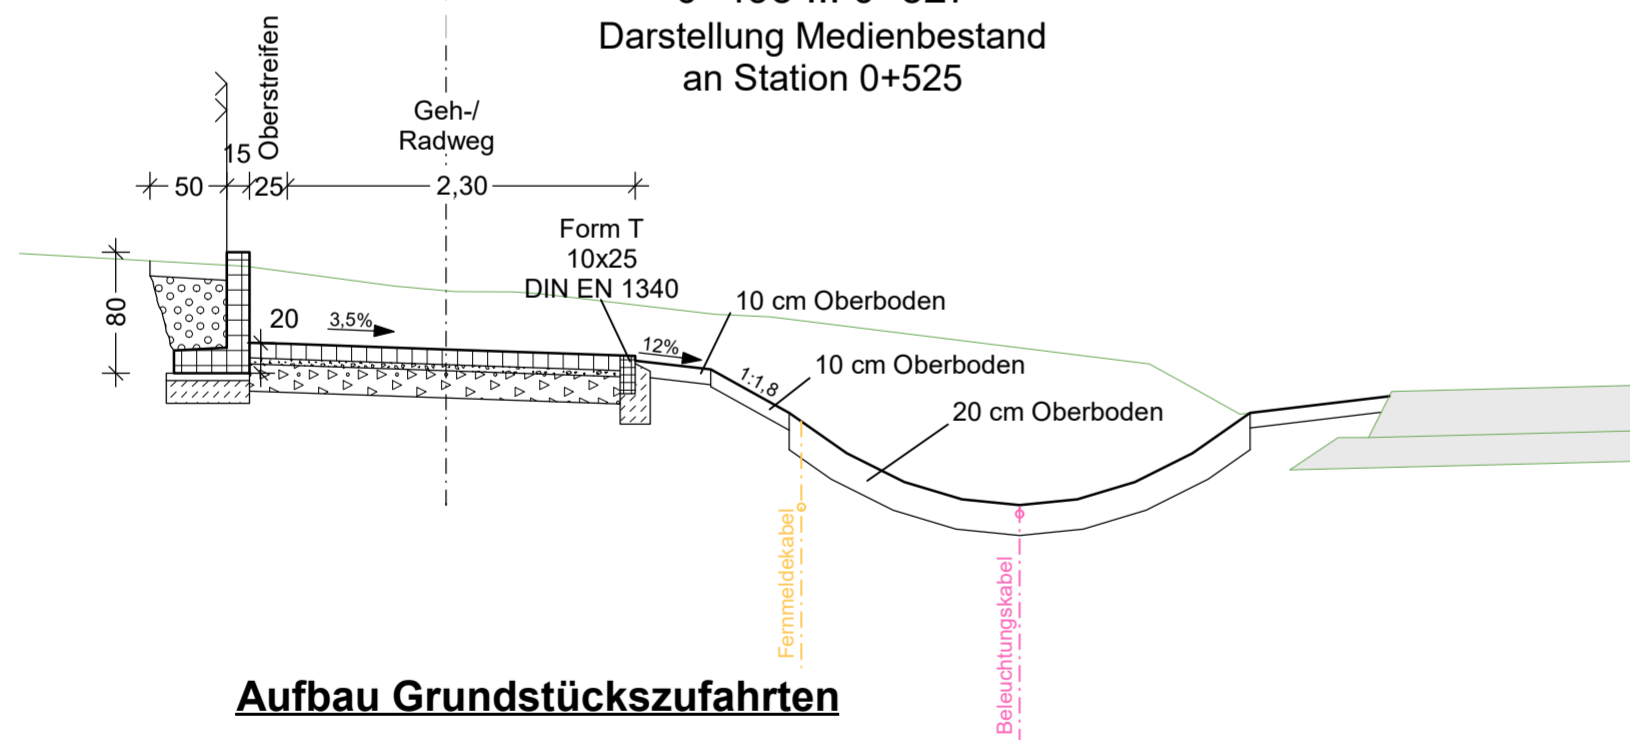 Darstellung Medienbestand
an Station 0+525
Oberstreifen
Geh-/
Radweg
15
50
25
2,30
Form T
10x25
DIN EN 1340
10 cm Oberboden
80
20
3,5%
12%
1:1,8
10 cm Oberboden
20 cm Oberboden
Fernmeldekabel
Beleuchtungskabel
Aufbau Grundstückszufahrten